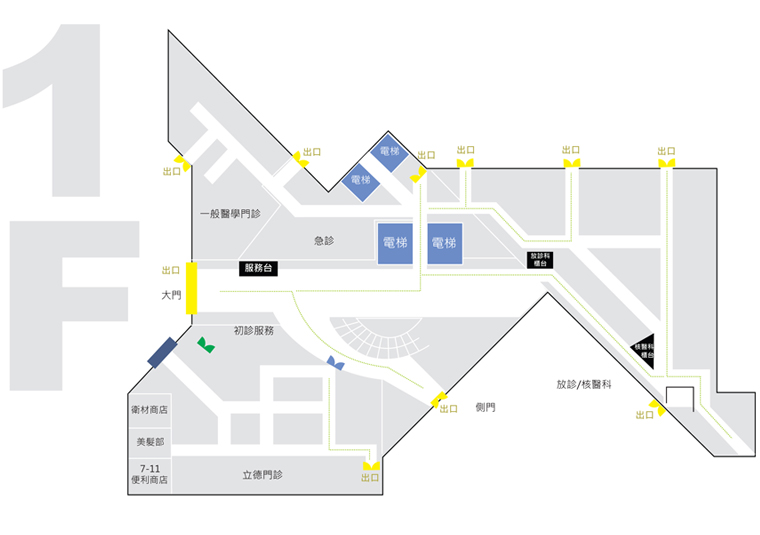 1F
出口
出口
電梯
電梯
出口
出口
出口
出口
一般醫學門診
急診
電梯
電梯
服務台
放診科
櫃台
出口
大門
初診服務
核醫科
櫃台
放診/核醫科
衛材商店
出口
側門
出口
美髮部
7-11
便利商店
立德門診
出口